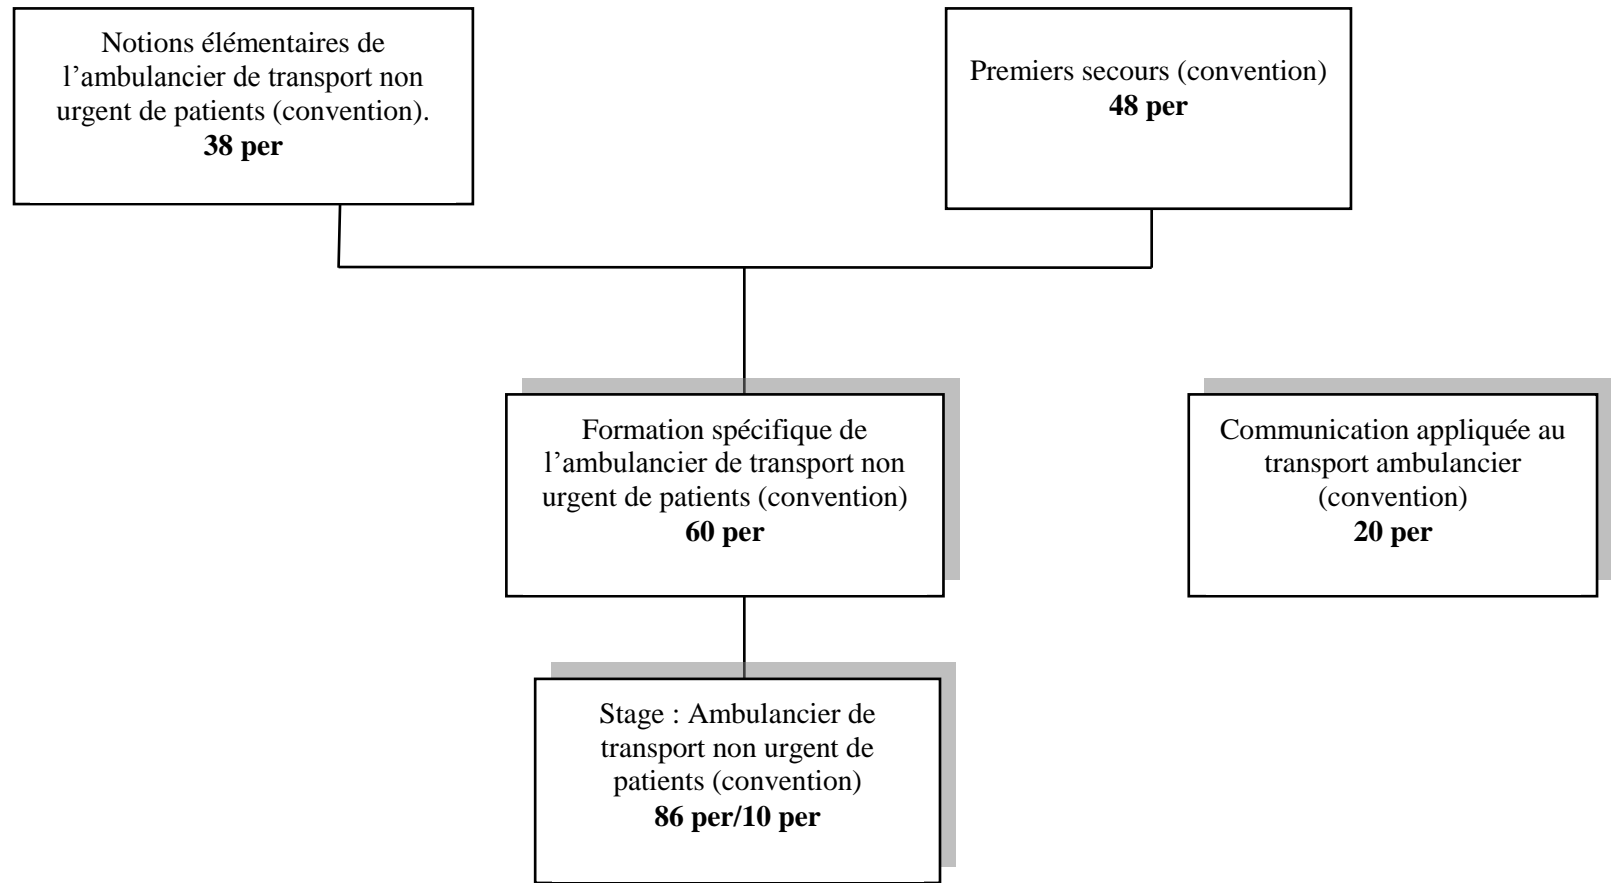 Notions élémentaires de
l’ambulancier de transport non
urgent de patients (convention).
38 per
Premiers secours (convention)
48 per
Formation spécifique de
l’ambulancier de transport non
urgent de patients (convention)
60 per
Communication appliquée au
transport ambulancier
(convention)
20 per
Stage : Ambulancier de
transport non urgent de
patients (convention)
86 per/10 per